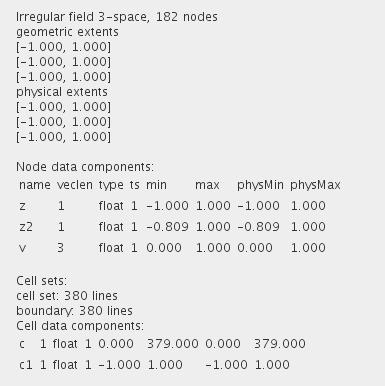 Irregular field 3-space, 182 nodes
geometric extents
[-1.000, 1.000]
[-1.000, 1.000]
[-1.000, 1.000]
physical extents
[-1.000, 1.000]
[-1.000, 1.000]
[-1.000, 1.000]
Node data components:
name veclen type ts min max physMin physMax
z 1 float 1 -1.000 1.000 -1.000 1.000
z2 1 float 1 -0.809 1.000 -0.809 1.000
v 3 float 1 0.000 1.000 0.000 1.000
Cell sets:
cell set: 380 lines
boundary: 380 lines
Cell data components:
c 1 float 1 0.000 379.000 0.000 379.000
c1 1 float 1 -1.000 1.000 -1.000 1.000